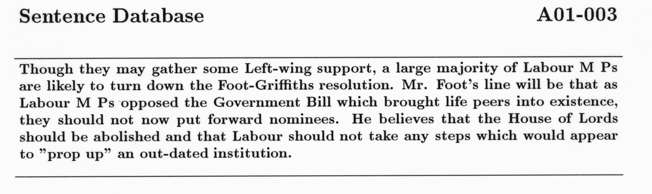 Sentence Database A01-003
Though they may gather some Left-wing support, a large majority of Labour M Ps
are likely to turn down the Foot-Griffiths resolution. Mr. Foot's line will be that as
Labour M Ps opposed the Government Bill which brought life peers into existence,
they should not now put forward nominees. He believes that the House of Lords
should be abolished and that Labour should not take any steps which would appear
to "prop up" an out-dated institution.